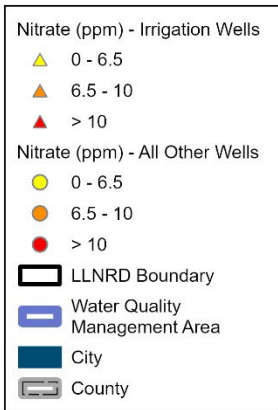 Nitrate (ppm) - Irrigation Wells
0 - 6.5
6.5 - 10
> 10
Nitrate (ppm) - All Other Wells
0 - 6.5
6.5 - 10
> 10
LLNRD Boundary
Water Quality
Management Area
City
County